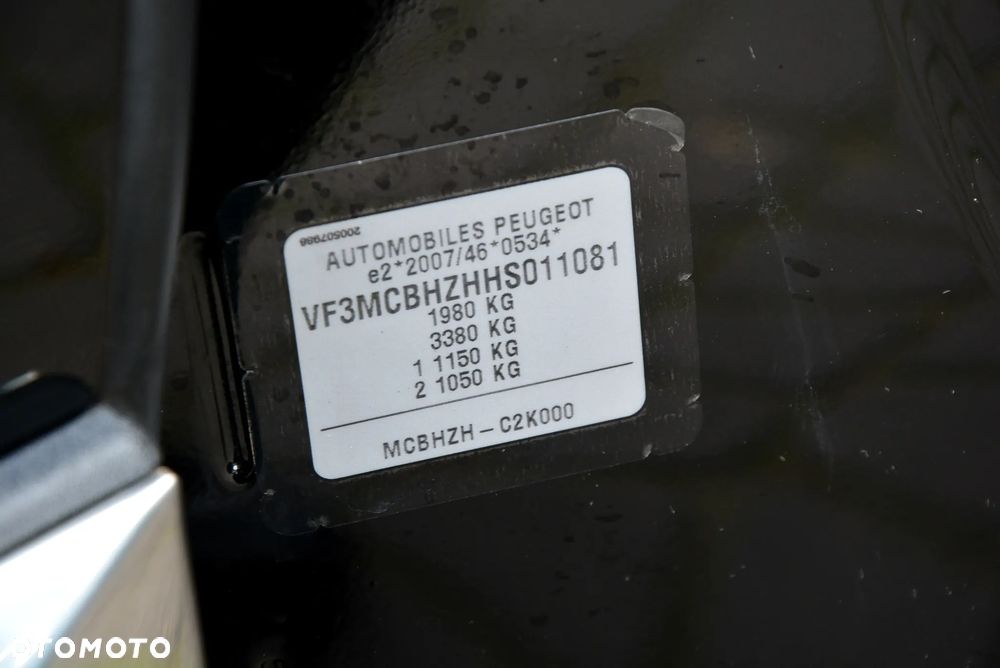 200507986
AUTOMOBILES PEUGEOT
e2*2007/46*0534*
VF3MCBHZHHS011081
1980 KG
3380 KG
1 1150 KG
2 1050 KG
MCBHZH - C2K000
OTOMOTO